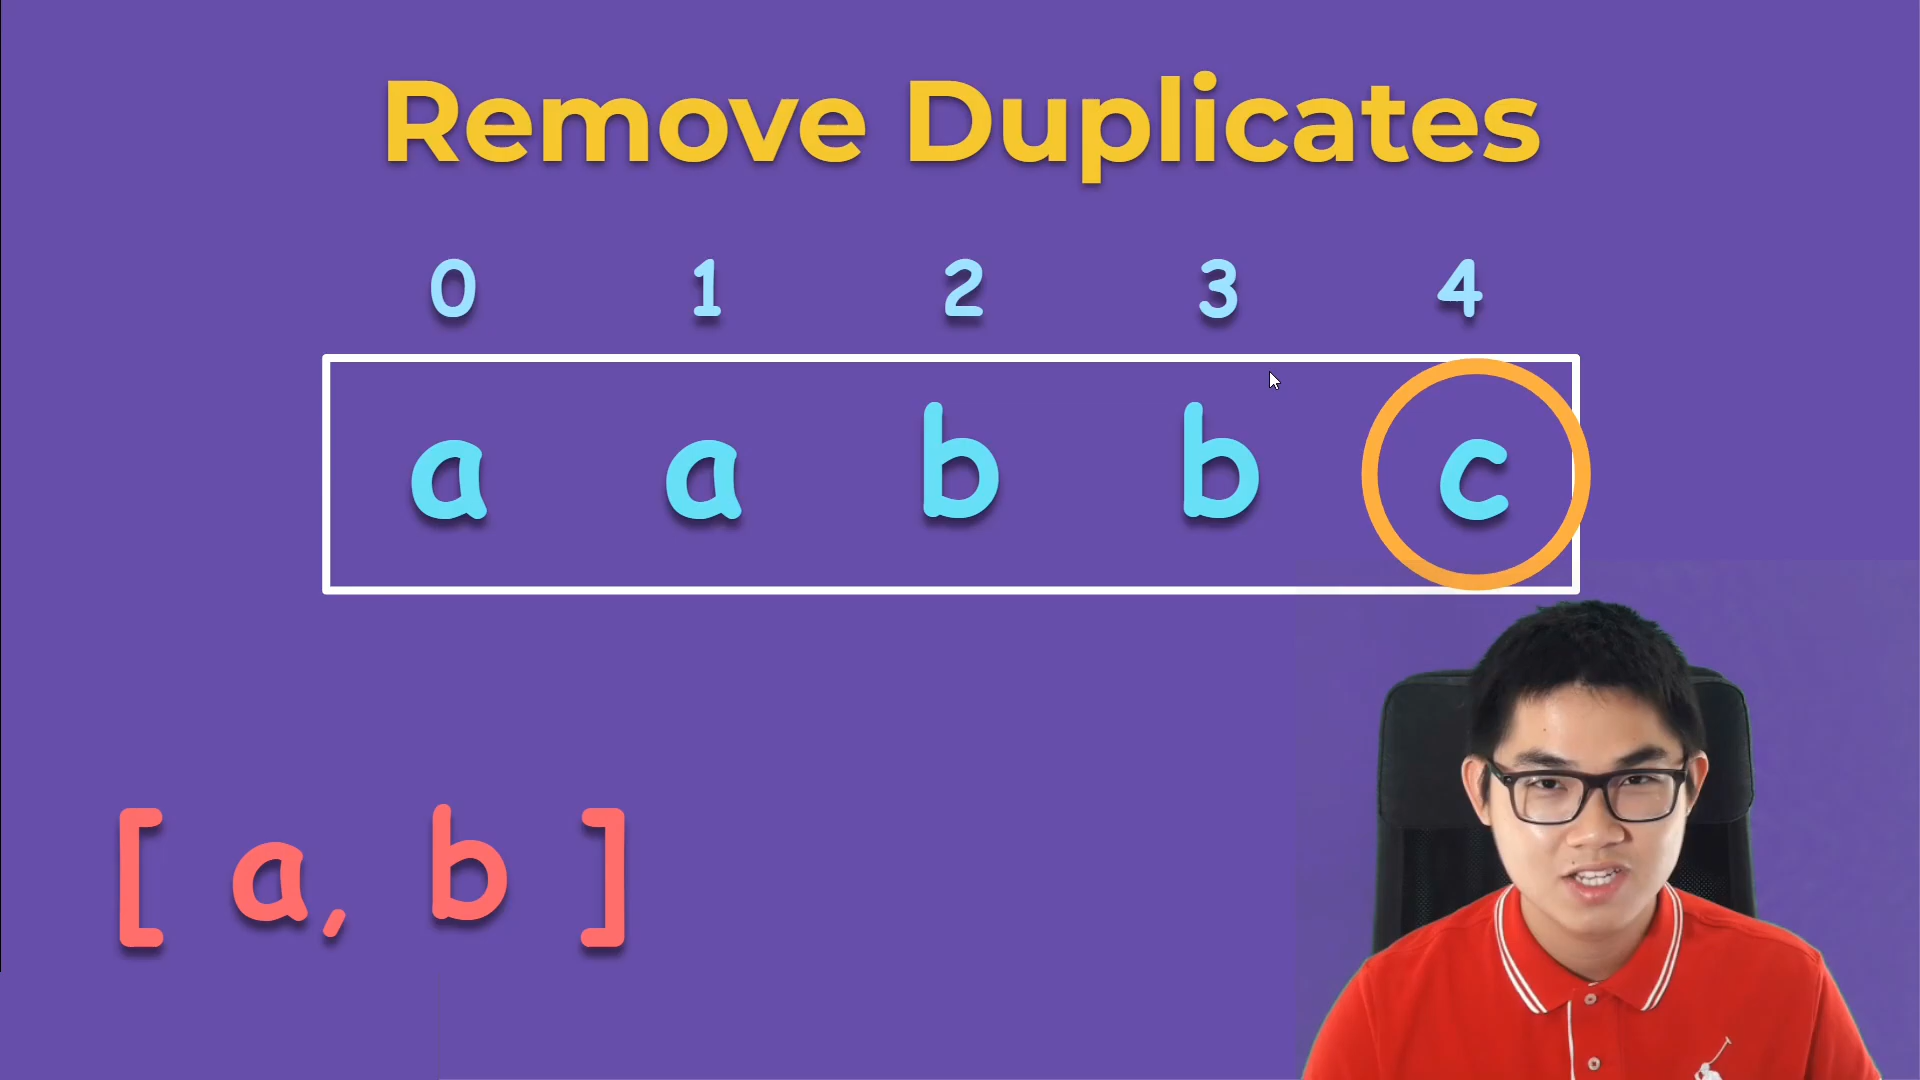 Remove Duplicates
0 1 2 3 4
a a b b c
[ a, b ]